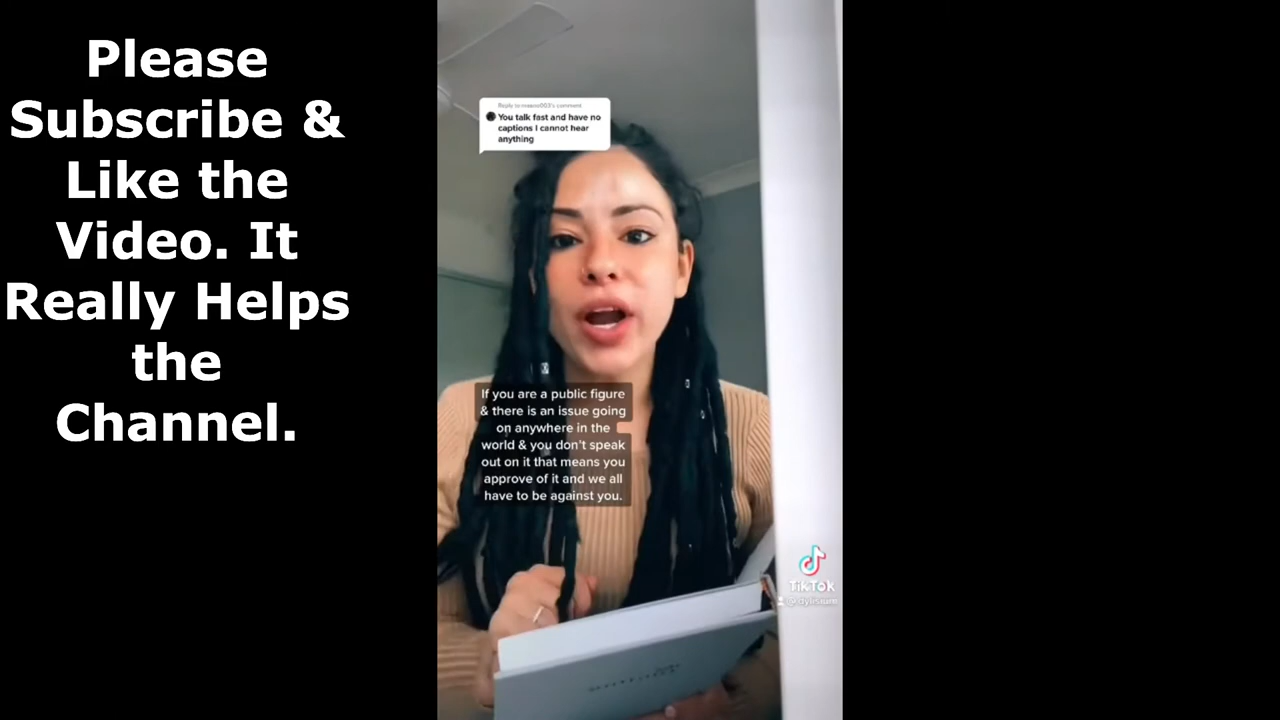 Please
Subscribe &
Like the
Video. It
Really Helps
the
Channel.
You talk fast and have no
captions I cannot hear
anything
If you are a public figure
& there is an issue going
on anywhere in the
world & you don't speak
out on it that means you
approve of it and we all
have to be against you.
TikTok